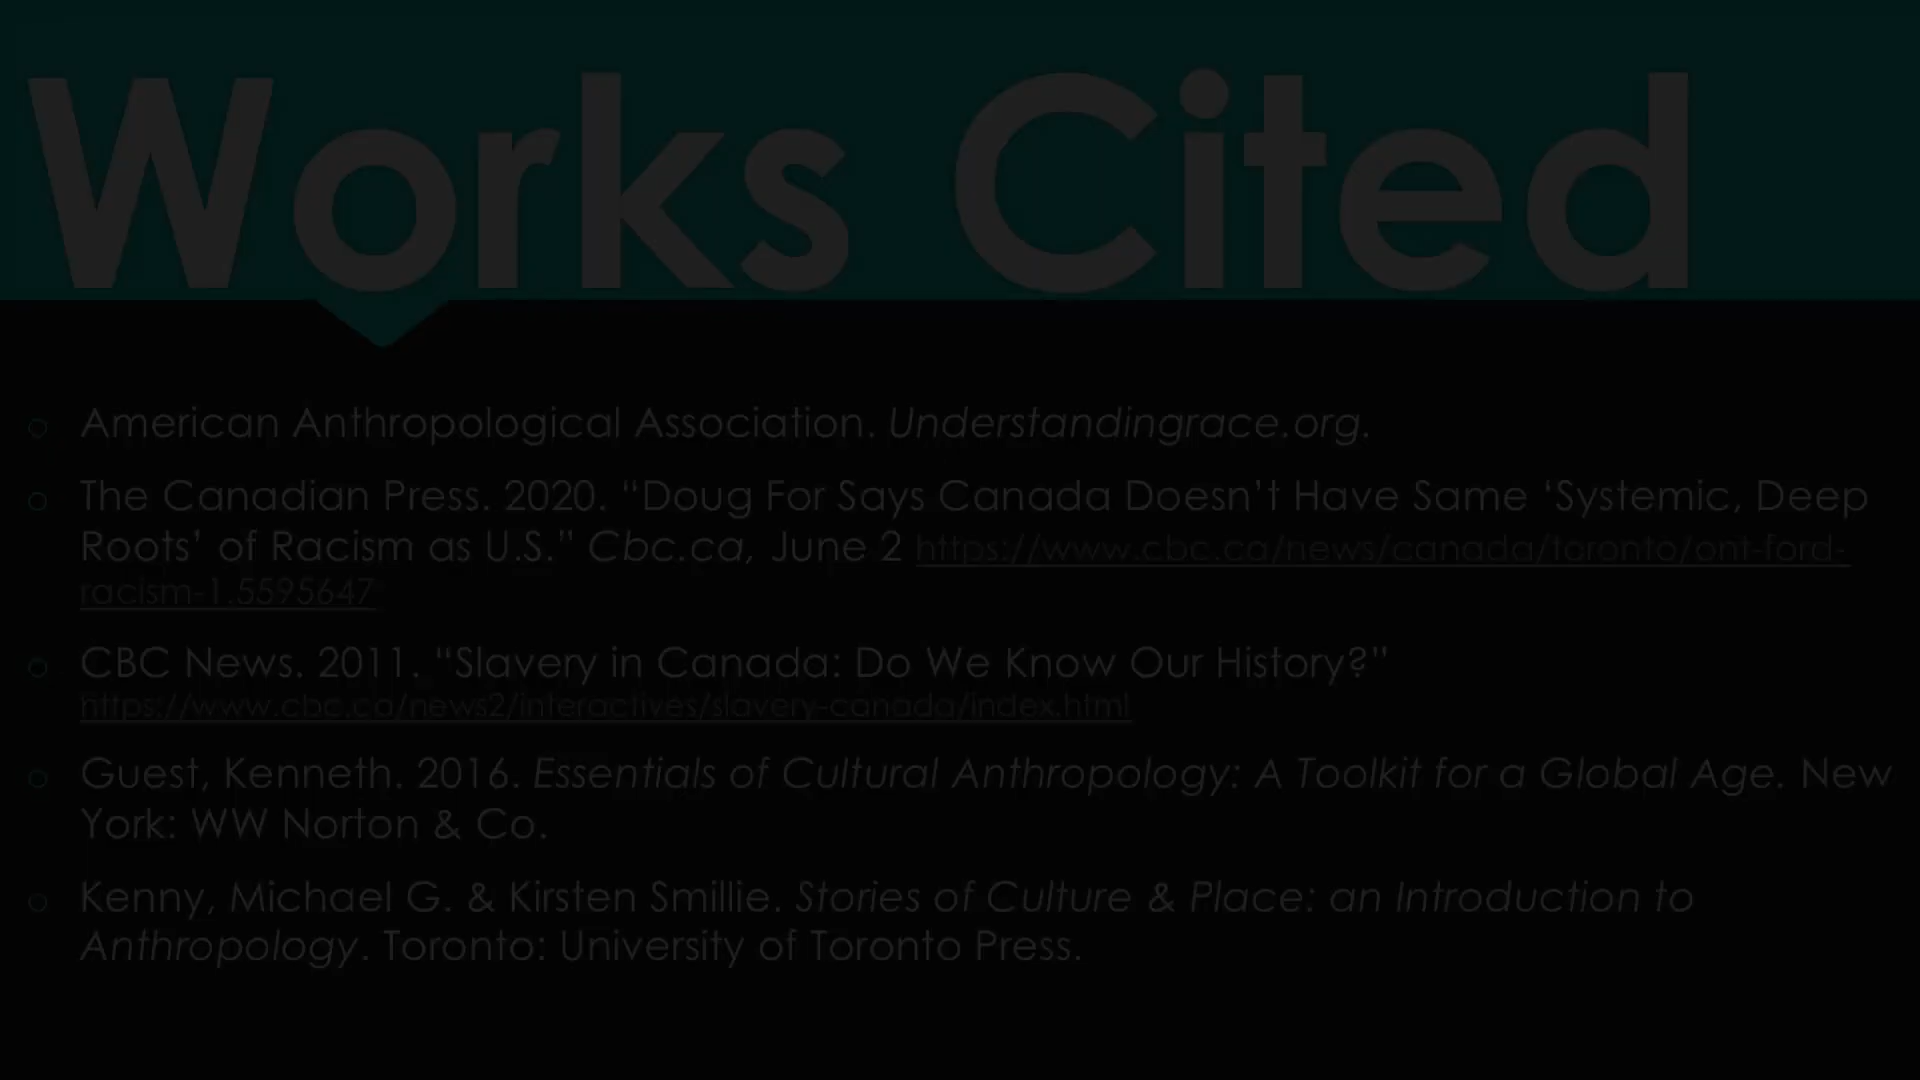 Works Cited
American Anthropological Association. Understandingrace.org.
The Canadian Press. 2020. “Doug For Says Canada Doesn’t Have Same ‘Systemic, Deep
Roots’ of Racism as U.S.” Cbc.ca, June 2 https://www.cbc.ca/news/canada/toronto/ont-ford-
racism-1.5595647
CBC News. 2011. “Slavery in Canada: Do We Know Our History?”
https://www.cbc.ca/news2/interactives/slavery-canada/index.html
Guest, Kenneth. 2016. Essentials of Cultural Anthropology: A Toolkit for a Global Age. New
York: WW Norton & Co.
Kenny, Michael G. & Kirsten Smillie. Stories of Culture & Place: an Introduction to
Anthropology. Toronto: University of Toronto Press.